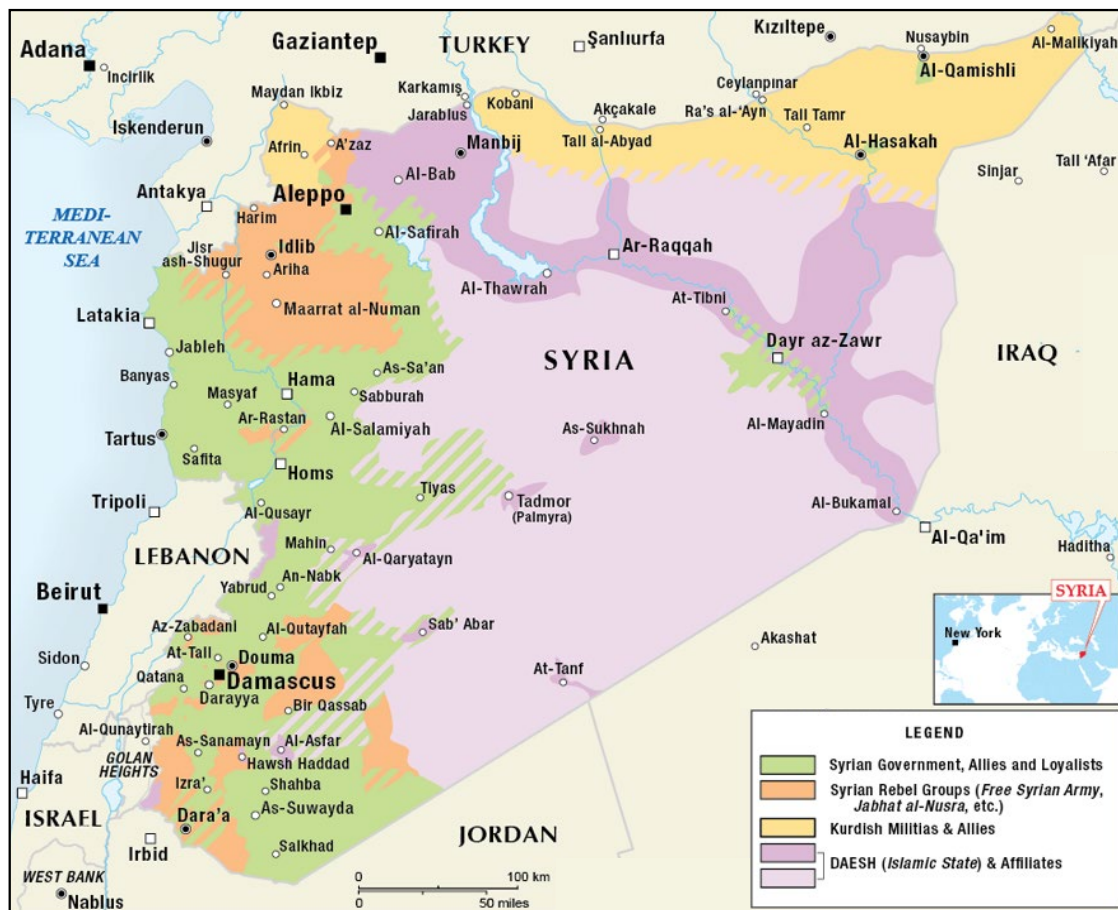 Adana
Incirlik
Gaziantep
TURKEY
Şanlıurfa
Kızıltepe
Nusaybin
Al-Malikiyah
Al-Qamishli
Maydan Ikbiz
Karkamış
Jarablus
Kobani
Akçakale
Tall al-Abyad
Ceylanpınar
Ra's al-‘Ayn
Tall Tamr
Iskenderun
Afrin
A’zaz
Manbij
Al-Hasakah
Sinjar
Tall ‘Afar
Al-Bab
Antakya
Aleppo
Harim
MEDI-
TERRANEAN
SEA
Jisr
ash-Shugur
Idlib
Ariha
Al-Safirah
Ar-Raqqah
Al-Thawrah
Maarrat al-Numan
At-Tibni
Latakia
Jableh
SYRIA
Dayr az-Zawr
IRAQ
Banyas
Masyaf
Hama
As-Sa’an
Sabburah
Ar-Rastan
Al-Salamiyah
As-Sukhnah
Al-Mayadin
Tartus
Safita
Homs
Tripoli
Al-Qusayr
Tiyas
Tadmor
(Palmyra)
Al-Bukamal
Al-Qa'im
Haditha
LEBANON
Mahin
Al-Qaryatayn
An-Nabk
Yabrud
Beirut
Az-Zabadani
Al-Qutayfah
Sab’ Abar
Akashat
SYRIA
New York
Sidon
At-Tall
Douma
Damascus
Qatana
Darayya
At-Tanf
Tyre
Bir Qassab
Al-Qunaytirah
As-Sanamayn
Al-Asfar
Hawsh Haddad
GOLAN
HEIGHTS
Haifa
Izra’
Shahba
ISRAEL
Dara’a
As-Suwayda
Irbid
Salkhad
JORDAN
WEST BANK
Nablus
0 100 km
0 50 miles
LEGEND
Syrian Government, Allies and Loyalists
Syrian Rebel Groups (Free Syrian Army,
Jabhat al-Nusra, etc.)
Kurdish Militias & Allies
DAESH (Islamic State) & Affiliates